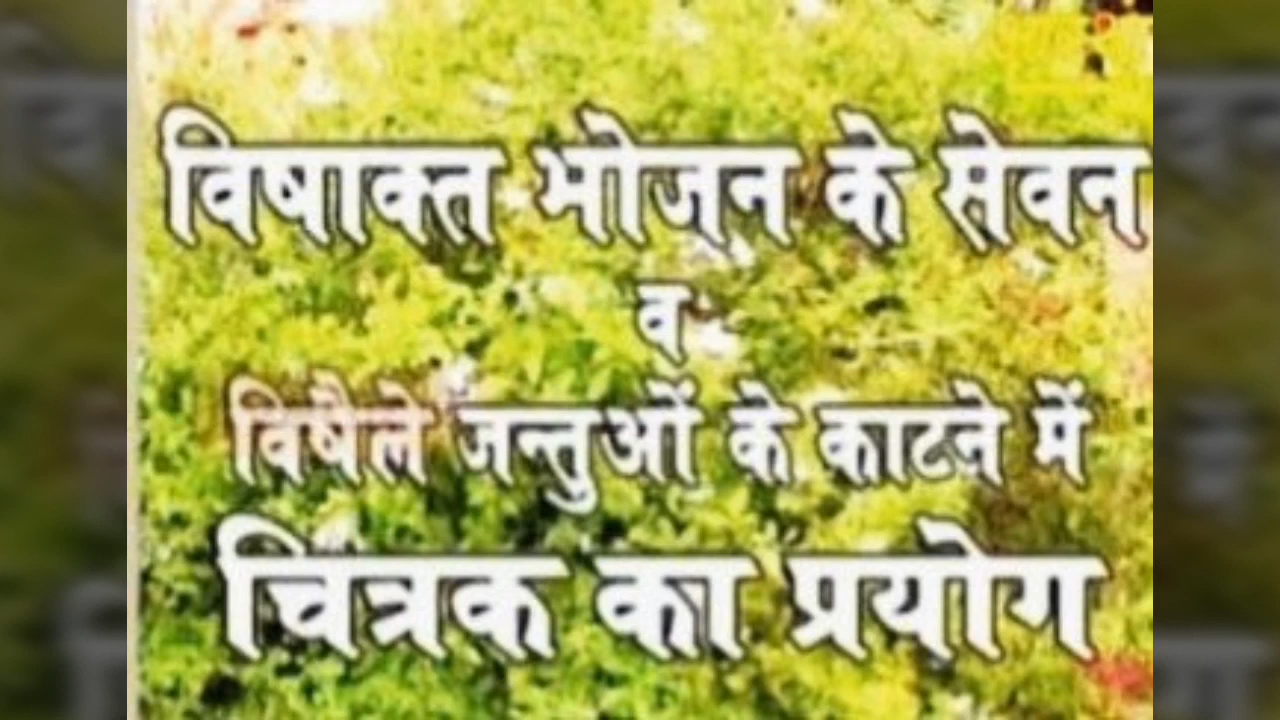 विषाक्त भोजन के सेवन
व
विषैले जन्तुओं के काटने में
चित्रक का प्रयोग